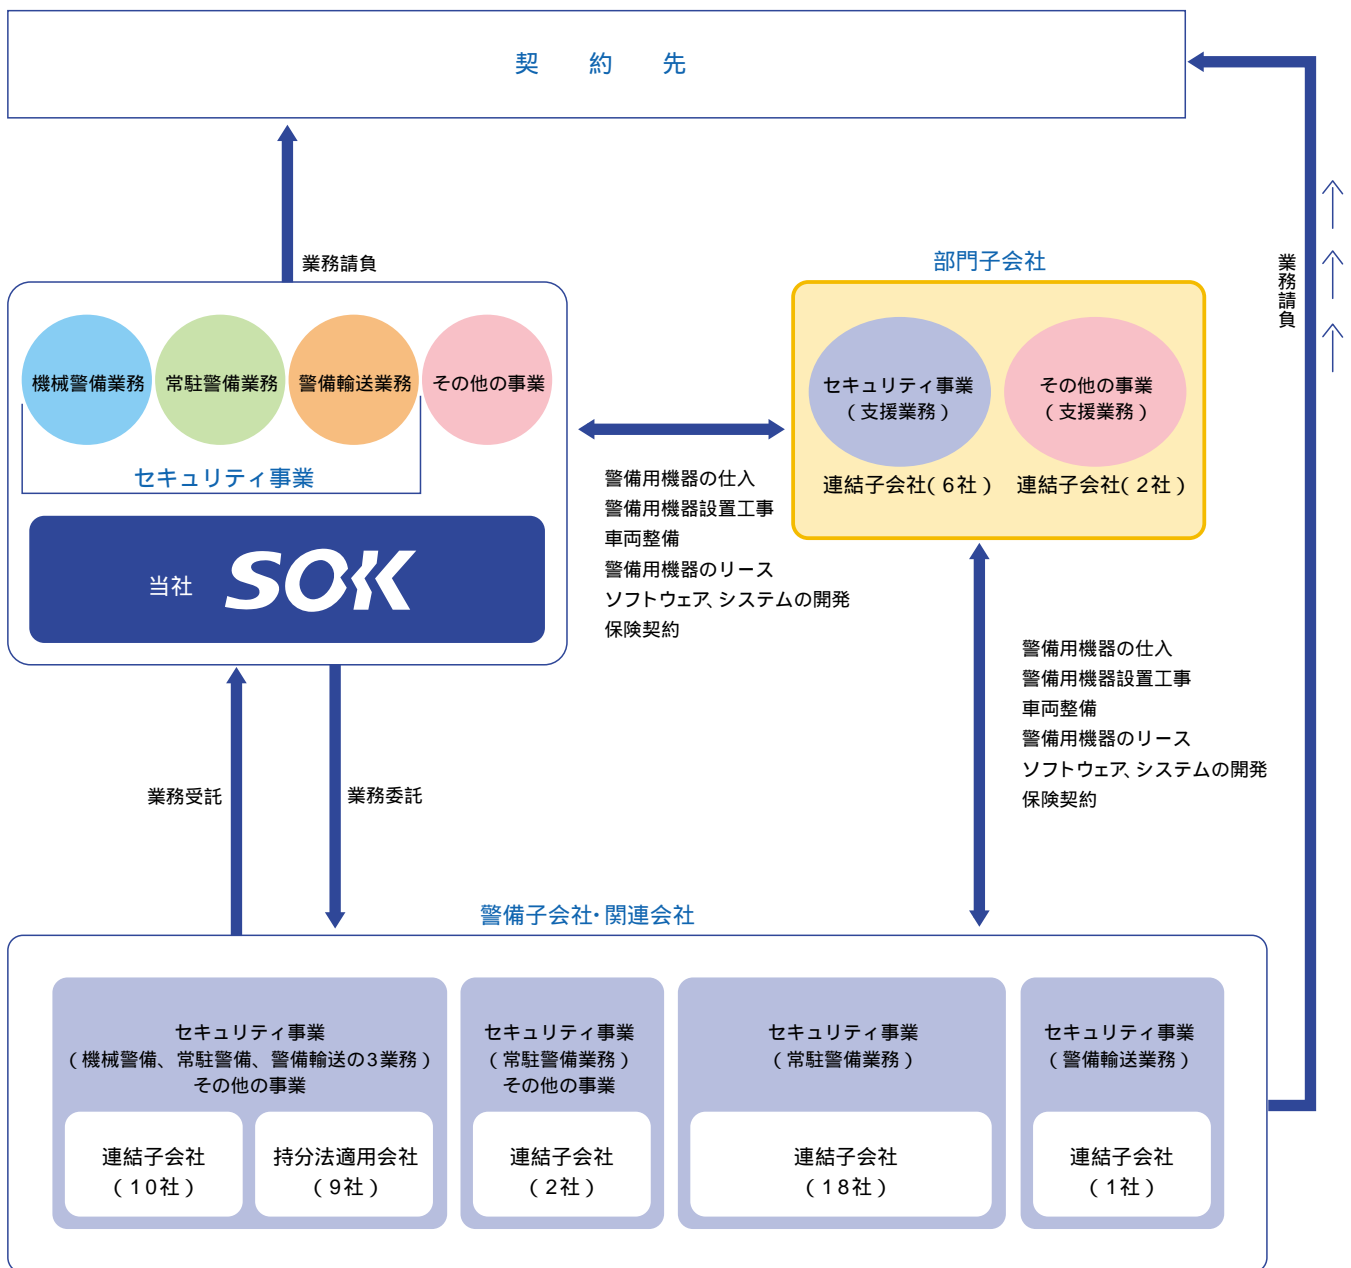 契 約 先
業務請負
機械警備業務
常駐警備業務
警備輸送業務
その他の事業
セキュリティ事業
当社 SOK
部門子会社
セキュリティ事業
(支援業務)
その他の事業
(支援業務)
連結子会社(6社)
連結子会社(2社)
業務請負
警備用機器の仕入
警備用機器設置工事
車両整備
警備用機器のリース
ソフトウェア、システムの開発
保険契約
警備用機器の仕入
警備用機器設置工事
車両整備
警備用機器のリース
ソフトウェア、システムの開発
保険契約
業務受託
業務委託
警備子会社・関連会社
セキュリティ事業
(機械警備、常駐警備、警備輸送の3業務)
その他の事業
連結子会社
(10社)
持分法適用会社
(9社)
セキュリティ事業
(常駐警備業務)
その他の事業
連結子会社
(2社)
セキュリティ事業
(常駐警備業務)
連結子会社
(18社)
セキュリティ事業
(警備輸送業務)
連結子会社
(1社)